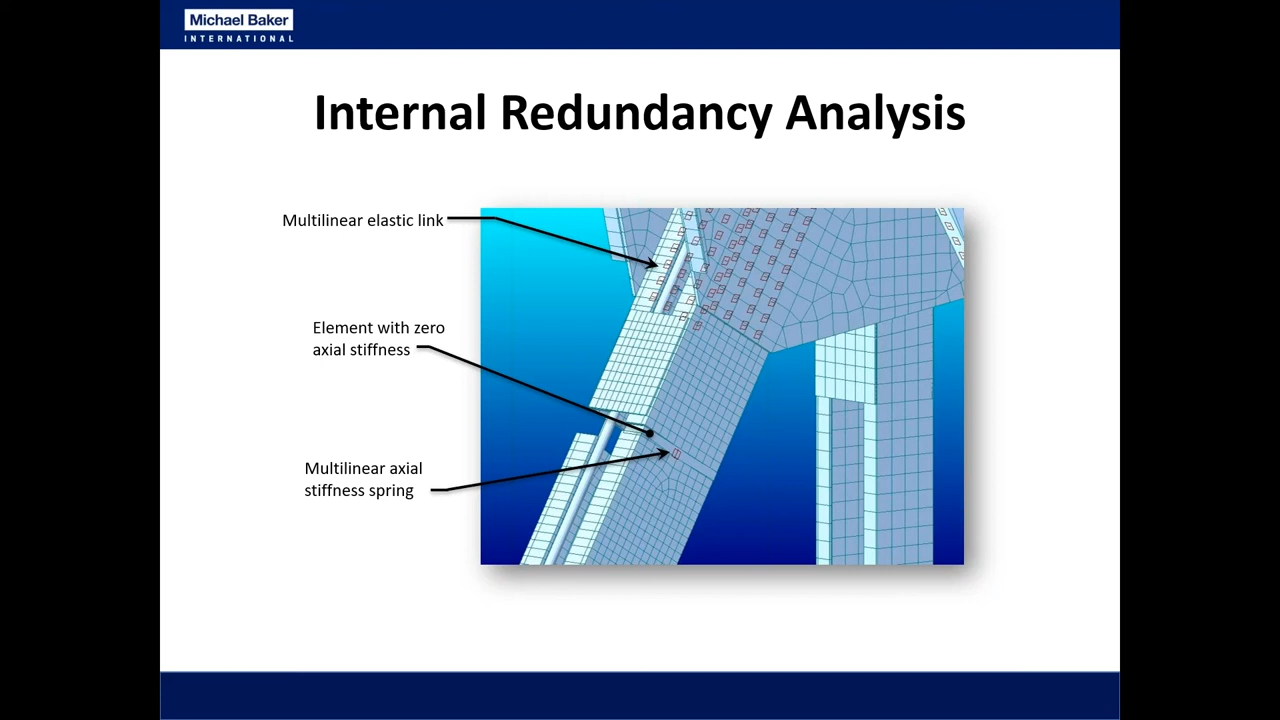 Michael Baker
INTERNATIONAL
Internal Redundancy Analysis
Multilinear elastic link
Element with zero
axial stiffness
Multilinear axial
stiffness spring